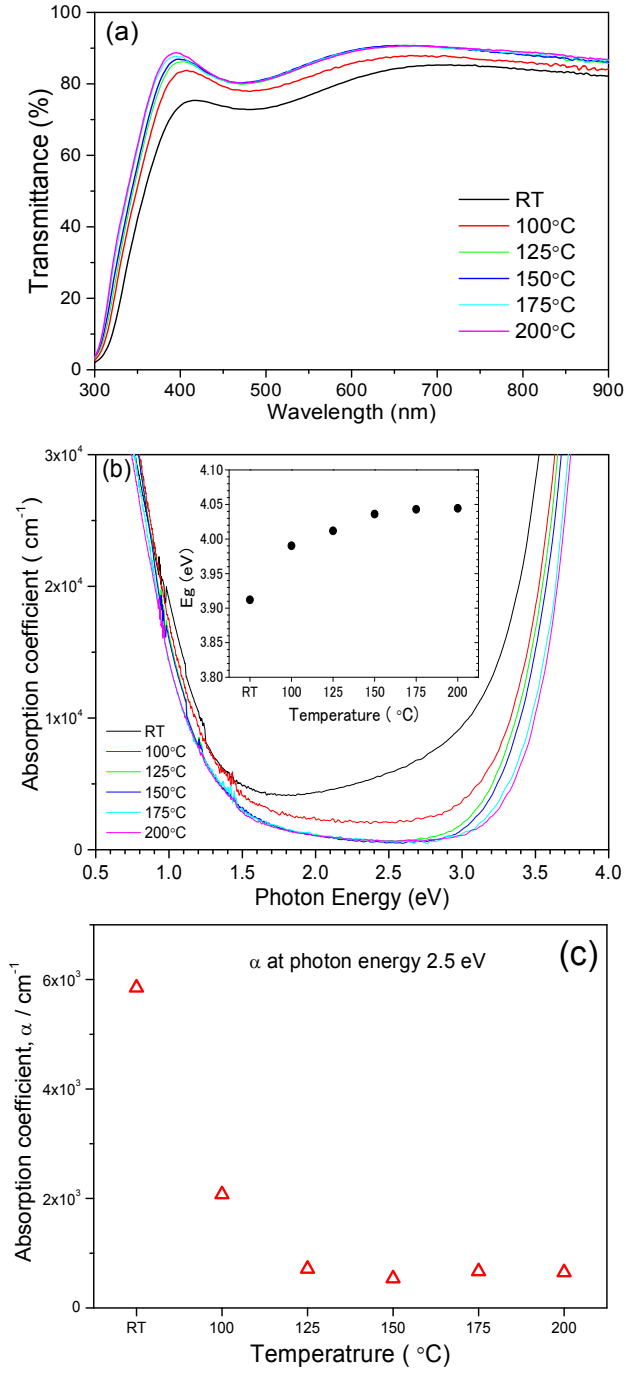 (a)
Transmittance (%)
100
80
60
40
20
0
RT
100°C
125°C
150°C
175°C
200°C
300 400 500 600 700 800 900
Wavelength (nm)
(b)
Absorption coefficient ( cm⁻¹)
3x10⁴
2x10⁴
1x10⁴
0
Eg (eV)
4.10
4.05
4.00
3.95
3.90
3.85
3.80
RT 100 125 150 175 200
Temperature ( °C)
RT
100°C
125°C
150°C
175°C
200°C
0.5 1.0 1.5 2.0 2.5 3.0 3.5 4.0
Photon Energy (eV)
(c)
α at photon energy 2.5 eV
Absorption coefficient, α / cm⁻¹
6x10³
4x10³
2x10³
0
RT 100 125 150 175 200
Temperatrure ( °C)